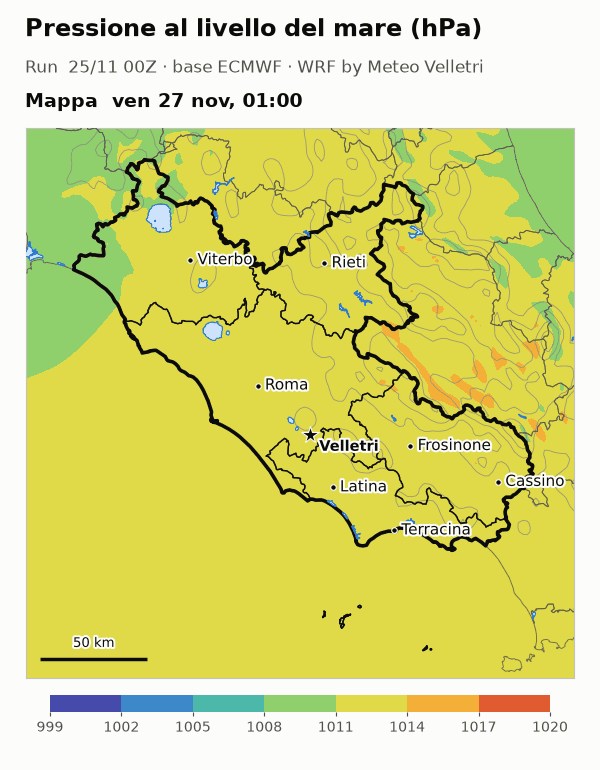 Pressione al livello del mare (hPa)
Run  25/11 00Z · base ECMWF · WRF by Meteo Velletri
Mappa  ven 27 nov, 01:00
Viterbo
Rieti
Roma
Velletri
Frosinone
Latina
Cassino
Terracina
50 km
999 1002 1005 1008 1011 1014 1017 1020